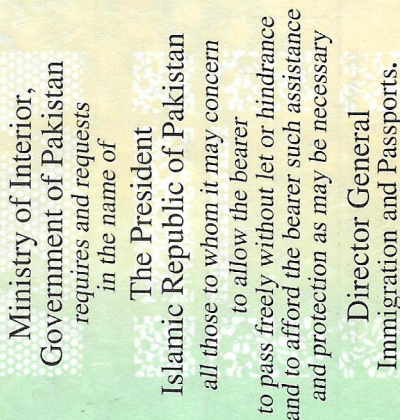 Ministry of Interior,
Government of Pakistan
requires and requests
in the name of
The President
Islamic Republic of Pakistan
all those to whom it may concern
to allow the bearer
to pass freely without let or hindrance
and to afford the bearer such assistance
and protection as may be necessary
Director General
Immigration and Passports.